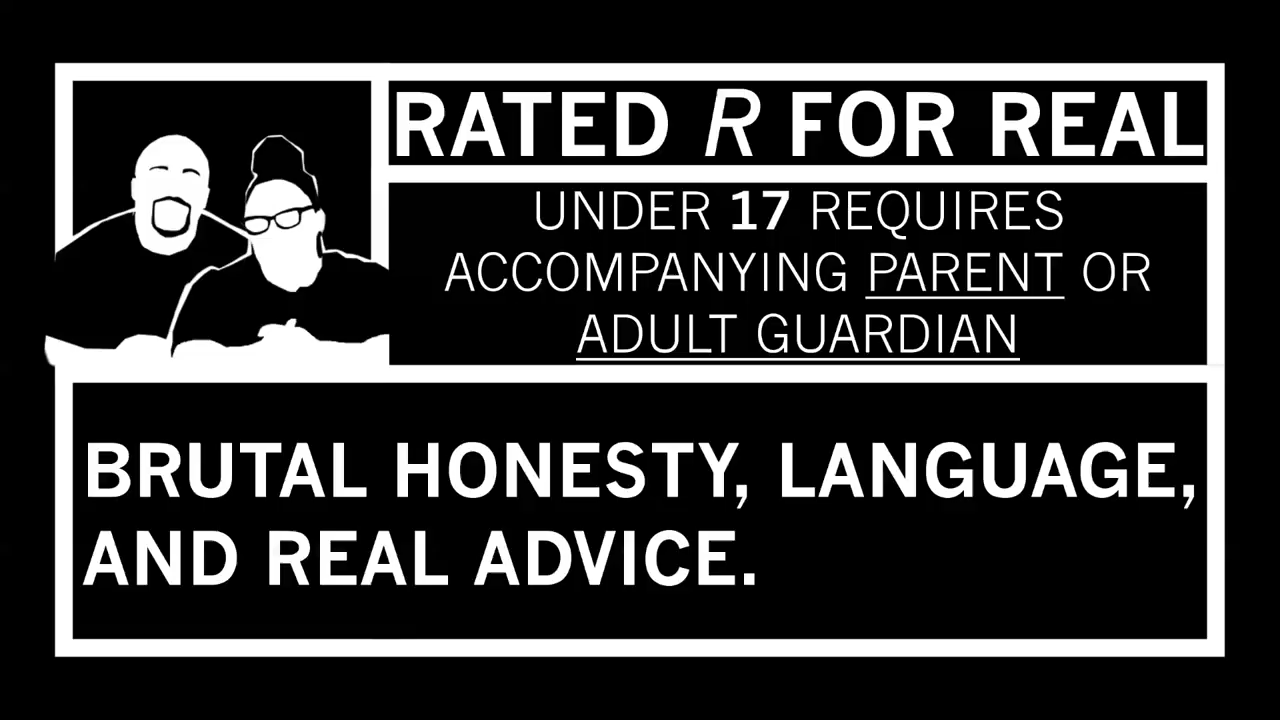 RATED R FOR REAL
UNDER 17 REQUIRES
ACCOMPANYING PARENT OR
ADULT GUARDIAN
BRUTAL HONESTY, LANGUAGE,
AND REAL ADVICE.